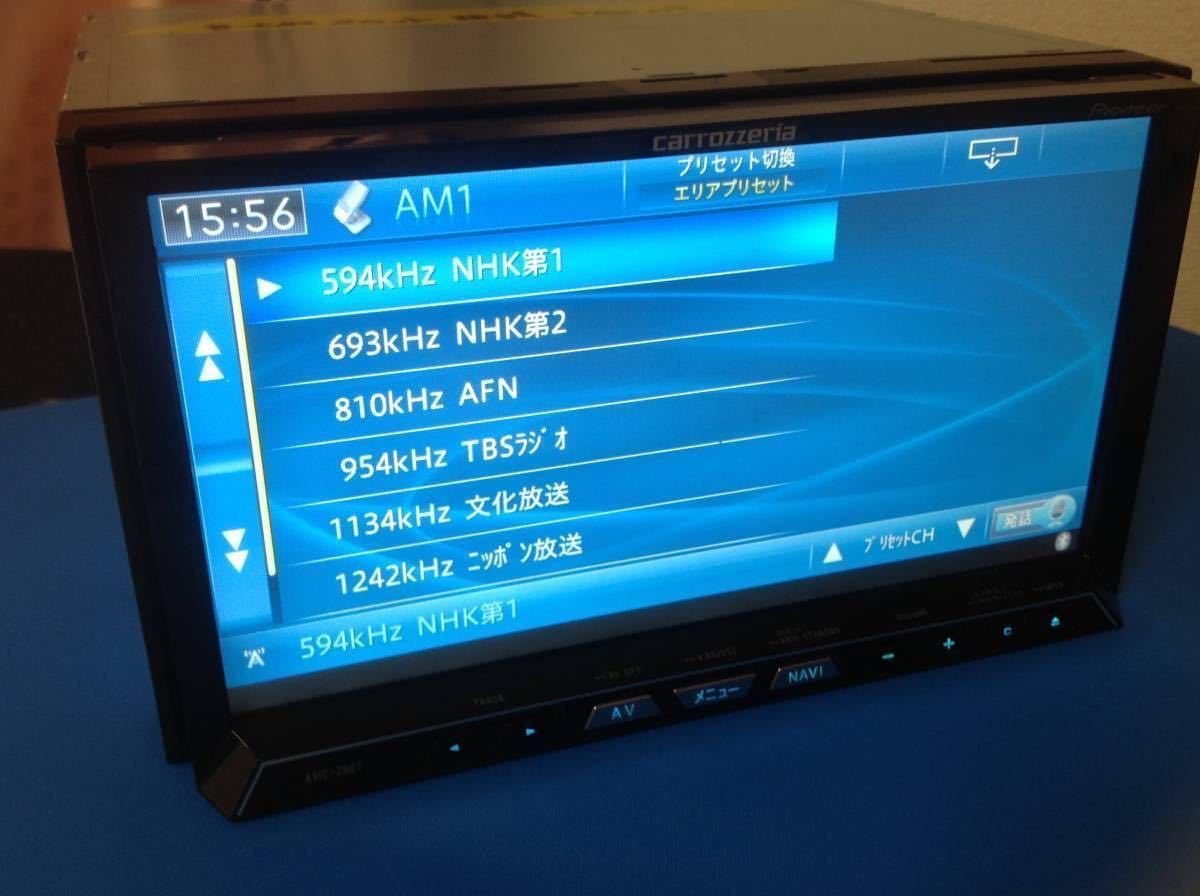 Pioneer
carrozzeria
15:56
AM1
プリセット切換
エリアプリセット
594kHz NHK第1
693kHz NHK第2
810kHz AFN
954kHz TBSラジオ
1134kHz 文化放送
1242kHz ニッポン放送
594kHz NHK第1
プリセットCH
発話
TRACK
VOLUME
AV
メニュー
NAVI
AVIC-ZH07